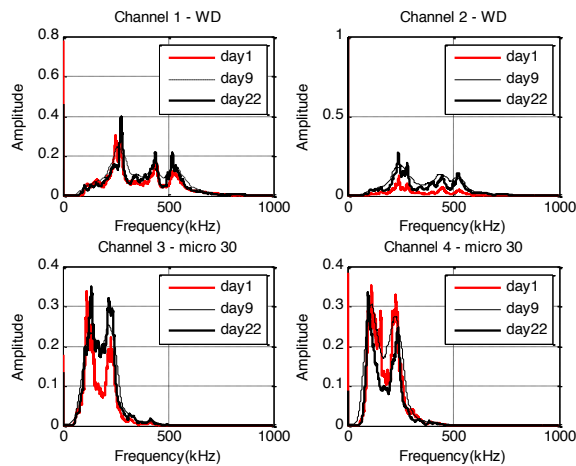 Channel 1 - WD
0.8
0.6
0.4
0.2
0
Amplitude
day1
day9
day22
0 500 1000
Frequency(kHz)
Channel 2 - WD
1
0.5
0
Amplitude
day1
day9
day22
0 500 1000
Frequency(kHz)
Channel 3 - micro 30
0.4
0.3
0.2
0.1
0
Amplitude
day1
day9
day22
0 500 1000
Frequency(kHz)
Channel 4 - micro 30
0.4
0.3
0.2
0.1
0
Amplitude
day1
day9
day22
0 500 1000
Frequency(kHz)